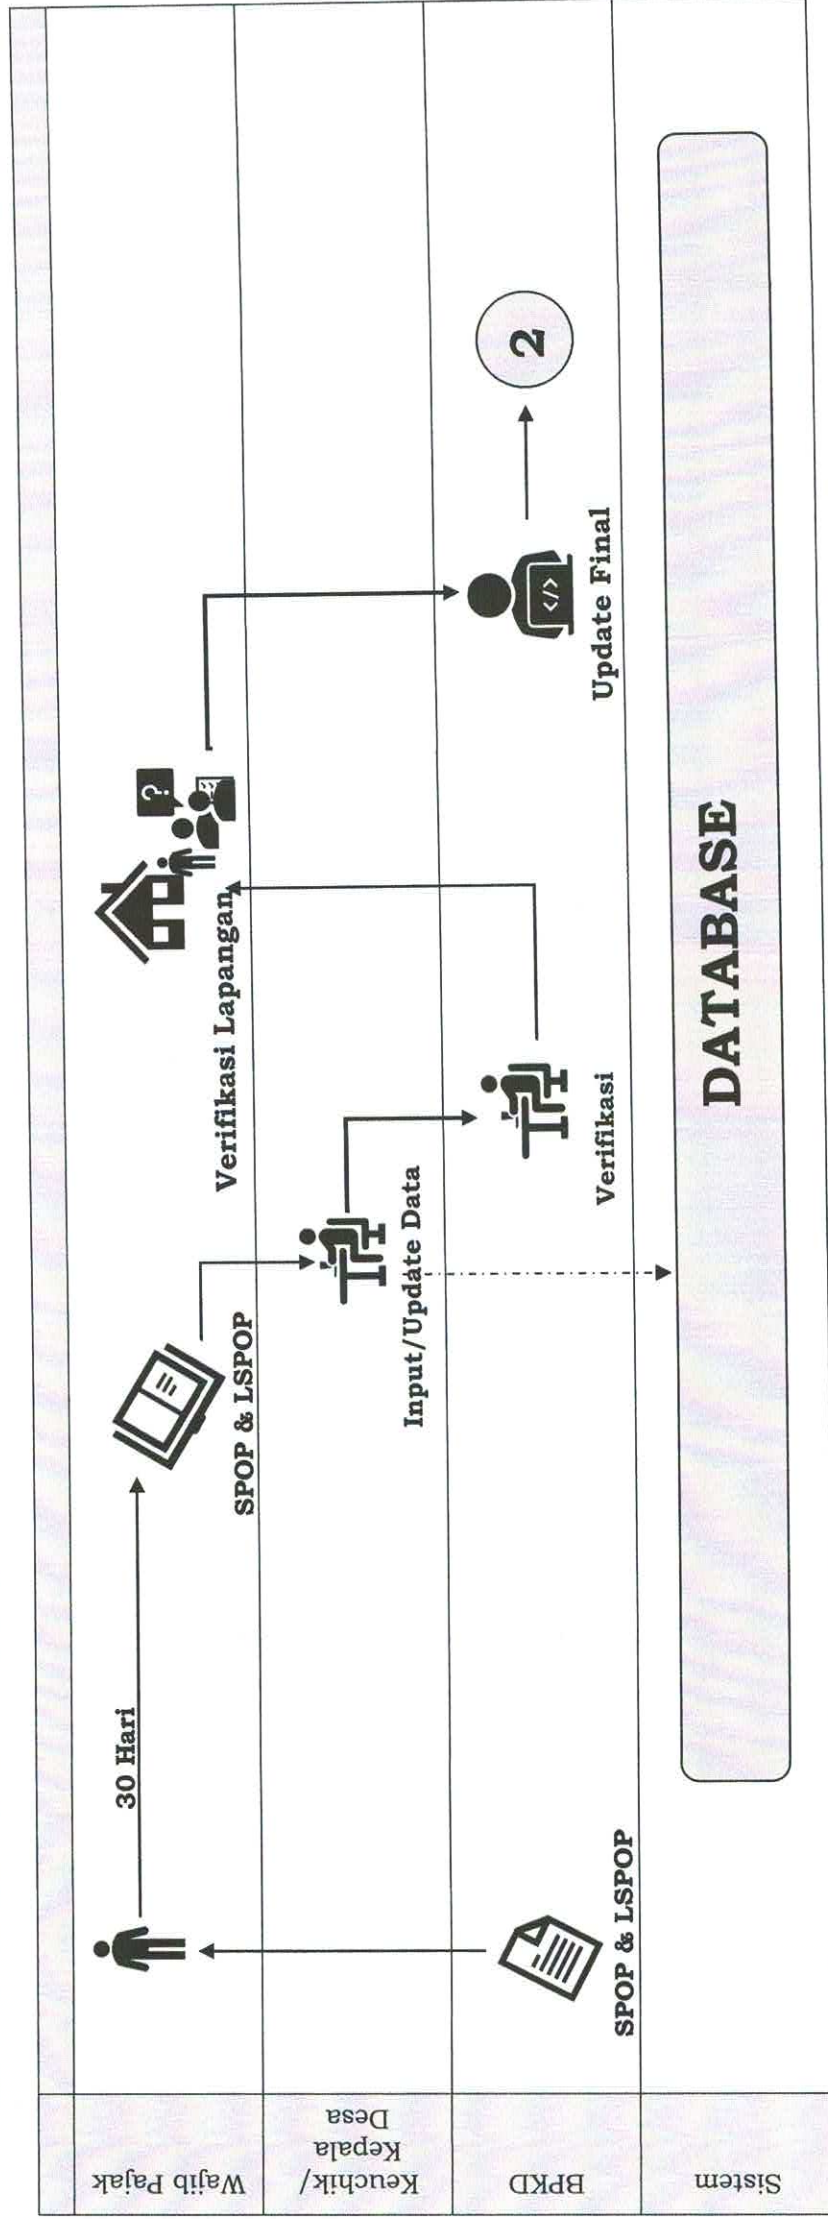 Wajib Pajak
30 Hari
SPOP & LSPOP
Verifikasi Lapangan
?
Keuchik/
Kepala
Desa
Input/Update Data
BPKD
SPOP & LSPOP
Verifikasi
</>
Update Final
2
Sistem
DATABASE